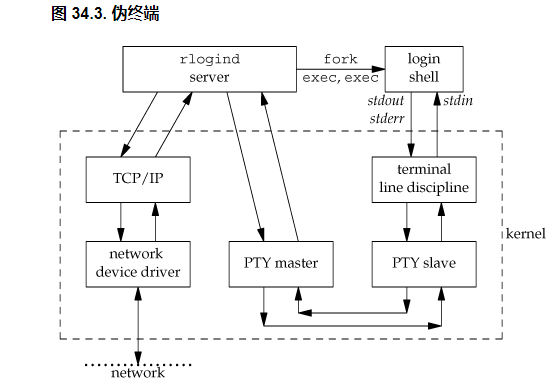 图 34.3. 伪终端
rlogind
server
fork
exec, exec
login
shell
stdout
stderr
stdin
TCP/IP
terminal
line discipline
kernel
network
device driver
PTY master
PTY slave
network